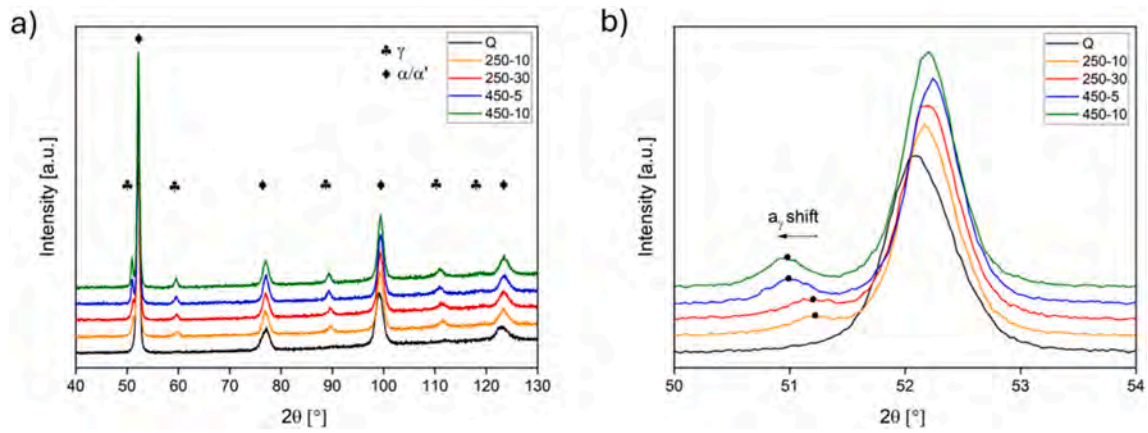 a)
♣ γ
♦ α/α'
Q
250-10
250-30
450-5
450-10
Intensity [a.u.]
40 50 60 70 80 90 100 110 120 130
2θ [°]
b)
Q
250-10
250-30
450-5
450-10
aγ shift
Intensity [a.u.]
50 51 52 53 54
2θ [°]